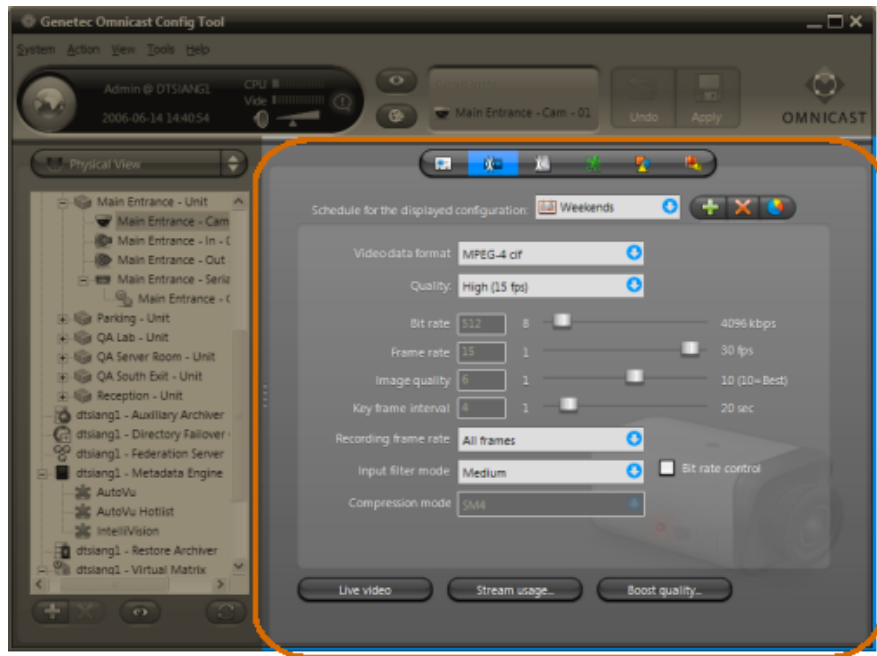 Genetec Omnicast Config Tool
System Action View Tools Help
Admin @ DTSIANG1
2006-06-14 14:40:54
CPU
Vide
Main Entrance - Cam - 01
Undo
Apply
OMNICAST
Physical View
Main Entrance - Unit
Main Entrance - Cam
Main Entrance - In -
Main Entrance - Out
Main Entrance - Seria
Main Entrance -
Parking - Unit
QA Lab - Unit
QA Server Room - Unit
QA South Exit - Unit
Reception - Unit
dtsiang1 - Auxiliary Archiver
dtsiang1 - Directory Failover
dtsiang1 - Federation Server
dtsiang1 - Metadata Engine
AutoVu
AutoVu Hotlist
IntelliVision
dtsiang1 - Restore Archiver
dtsiang1 - Virtual Matrix
Schedule for the displayed configuration: Weekends
Video data format MPEG-4 cif
Quality: High (15 fps)
Bit rate 512 8 4096 kbps
Frame rate 15 1 30 fps
Image quality 6 1 10 (10=Best)
Key frame interval 4 1 20 sec
Recording frame rate All frames
Input filter mode Medium Bit rate control
Compression mode SM4
Live video
Stream usage...
Boost quality...